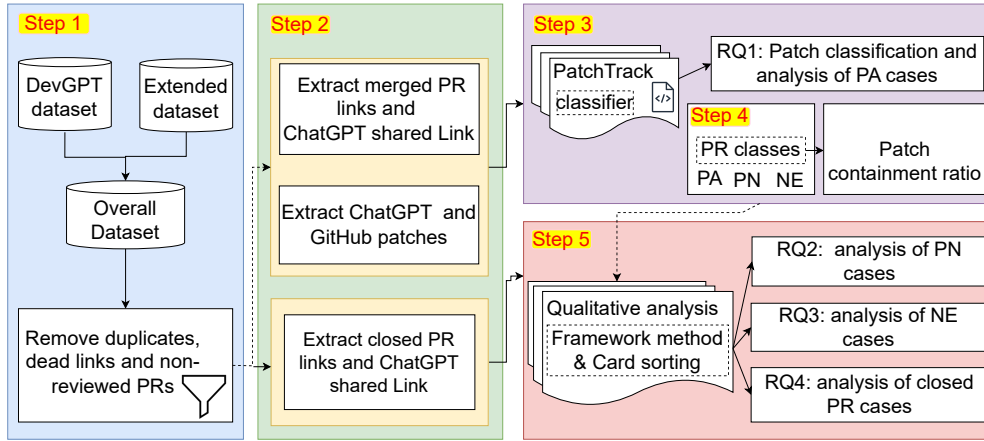 Step 1
DevGPT
dataset
Extended
dataset
Overall
Dataset
Remove duplicates,
dead links and non-
reviewed PRs
Step 2
Extract merged PR
links and
ChatGPT shared Link
Extract ChatGPT and
GitHub patches
Extract closed PR
links and ChatGPT
shared Link
Step 3
PatchTrack
classifier
</>
RQ1: Patch classification and
analysis of PA cases
Step 4
PR classes
PA PN NE
Patch
containment ratio
Step 5
Qualitative analysis
Framework method
& Card sorting
RQ2: analysis of PN
cases
RQ3: analysis of NE
cases
RQ4: analysis of closed
PR cases